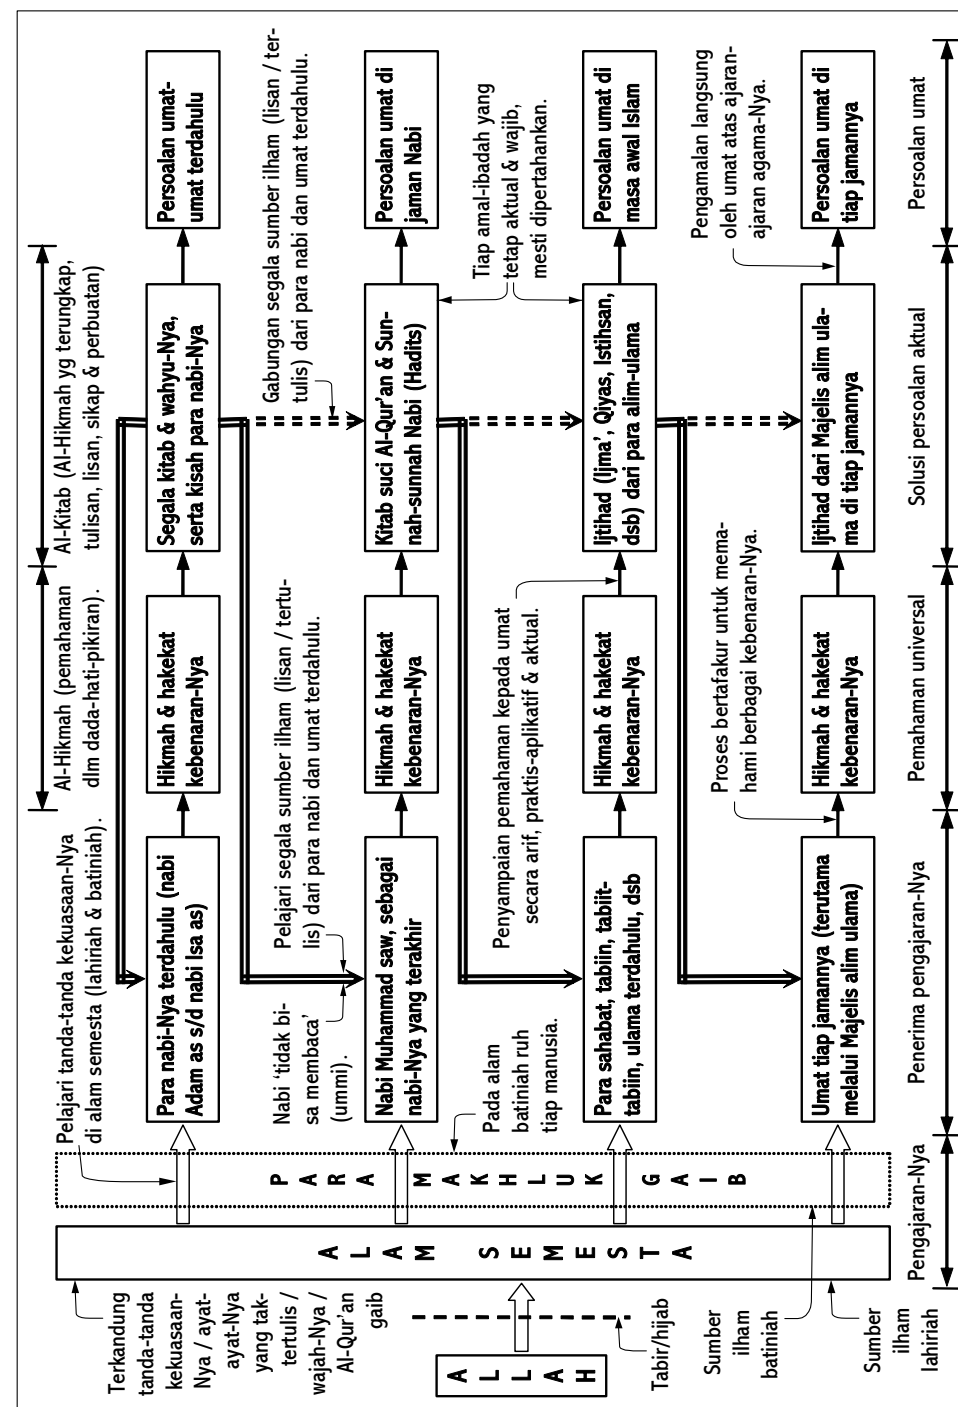 Al-Hikmah (pemahaman
dlm dada-hati-pikiran).
Al-Kitab (Al-Hikmah yg terungkap,
tulisan, lisan, sikap & perbuatan)
Pelajari tanda-tanda kekuasaan-Nya
di alam semesta (lahiriah & batiniah).
Para nabi-Nya terdahulu (nabi
Adam as s/d nabi Isa as)
Hikmah & hakekat
kebenaran-Nya
Segala kitab & wahyu-Nya,
serta kisah para nabi-Nya
Persoalan umat-
umat terdahulu
Pelajari segala sumber ilham (lisan / tertu-
lis) dari para nabi dan umat terdahulu.
Gabungan segala sumber ilham (lisan / ter-
tulis) dari para nabi dan umat terdahulu.
Nabi ‘tidak bi-
sa membaca’
(ummi).
Nabi Muhammad saw, sebagai
nabi-Nya yang terakhir
Hikmah & hakekat
kebenaran-Nya
Kitab suci Al-Qur’an & Sun-
nah-sunnah Nabi (Hadits)
Persoalan umat di
jaman Nabi
Pada alam
batiniah ruh
tiap manusia.
Penyampaian pemahaman kepada umat
secara arif, praktis-aplikatif & aktual.
Tiap amal-ibadah yang
tetap aktual & wajib,
mesti dipertahankan.
Para sahabat, tabiin, tabiit-
tabiin, ulama terdahulu, dsb
Hikmah & hakekat
kebenaran-Nya
Ijtihad (Ijma’, Qiyas, Istihsan,
dsb) dari para alim-ulama
Persoalan umat di
masa awal Islam
Proses bertafakur untuk mema-
hami berbagai kebenaran-Nya.
Pengamalan langsung
oleh umat atas ajaran-
ajaran agama-Nya.
Umat tiap jamannya (terutama
melalui Majelis alim ulama)
Hikmah & hakekat
kebenaran-Nya
Ijtihad dari Majelis alim ula-
ma di tiap jamannya
Persoalan umat di
tiap jamannya
Pengajaran-Nya
Penerima pengajaran-Nya
Pemahaman universal
Solusi persoalan aktual
Persoalan umat
PARA MAKHLUK GAIB
ALAM SEMESTA
ALLAH
Terkandung
tanda-tanda
kekuasaan-
Nya / ayat-
ayat-Nya
yang tak-
tertulis /
wajah-Nya /
Al-Qur’an
gaib
Tabir/hijab
Sumber
ilham
batiniah
Sumber
ilham
lahiriah